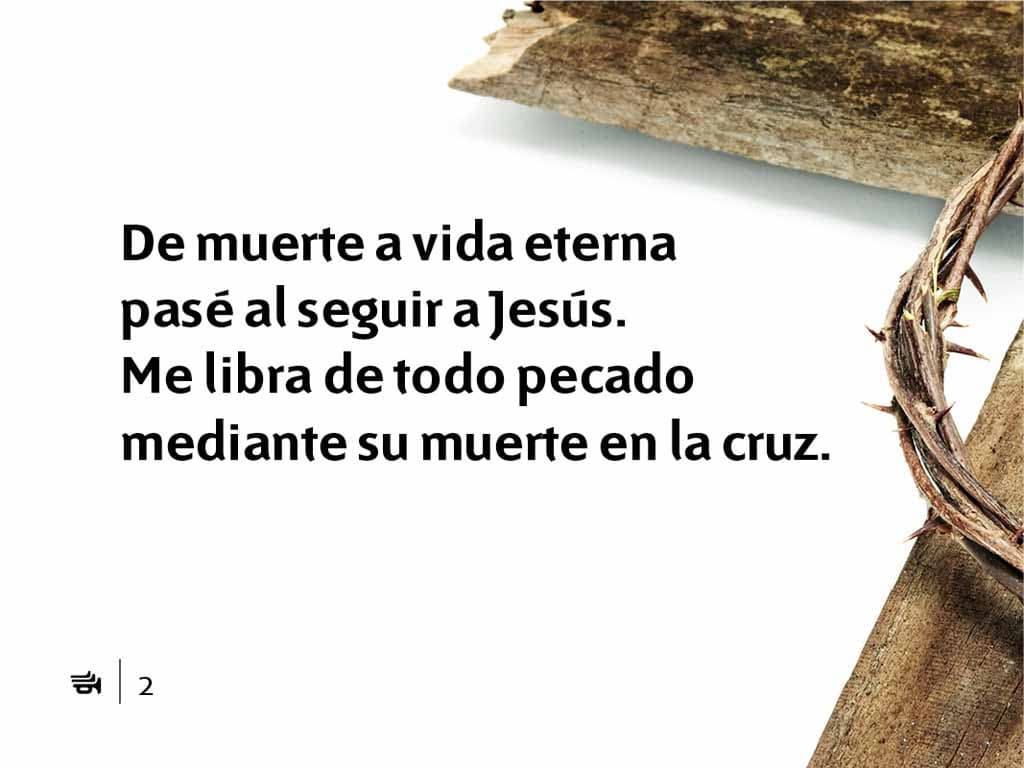 De muerte a vida eterna
pasé al seguir a Jesús.
Me libra de todo pecado
mediante su muerte en la cruz.
2